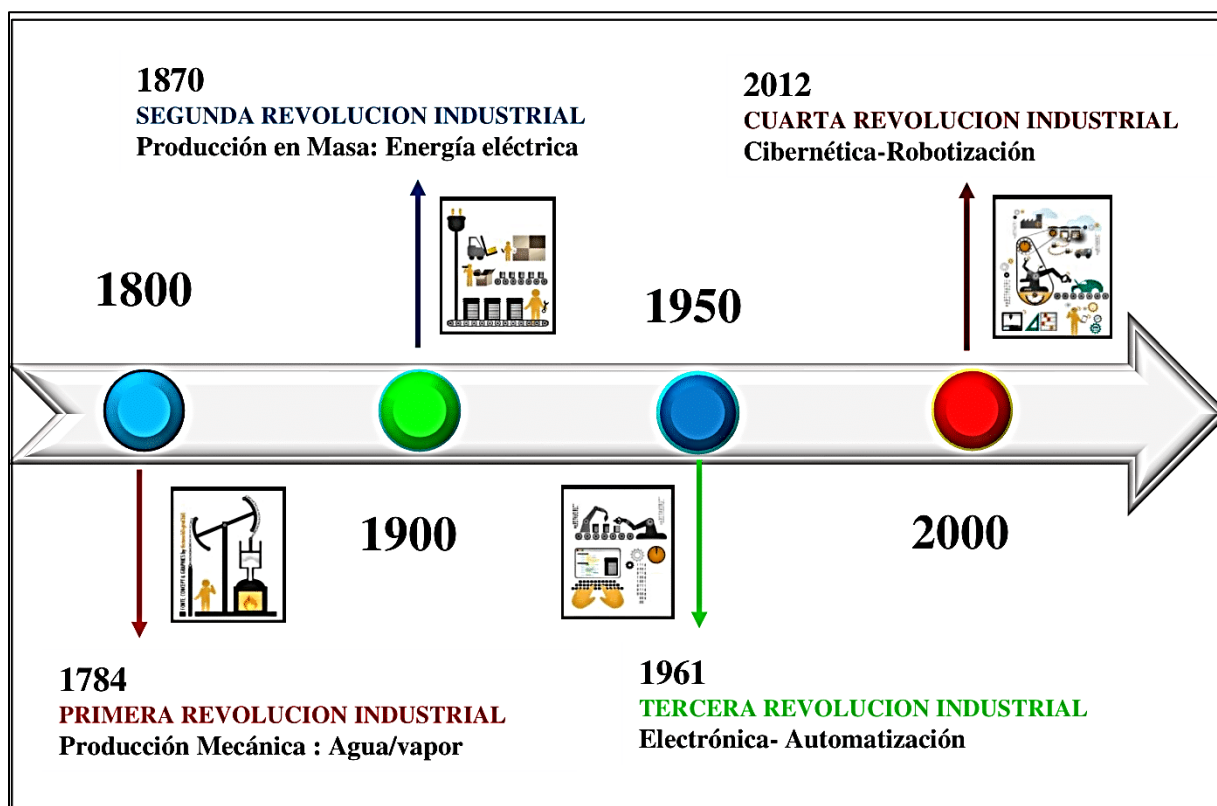 1870
SEGUNDA REVOLUCION INDUSTRIAL
Producción en Masa: Energía eléctrica
2012
CUARTA REVOLUCION INDUSTRIAL
Cibernética-Robotización
1800
1950
1900
2000
1784
PRIMERA REVOLUCION INDUSTRIAL
Producción Mecánica : Agua/vapor
1961
TERCERA REVOLUCION INDUSTRIAL
Electrónica- Automatización